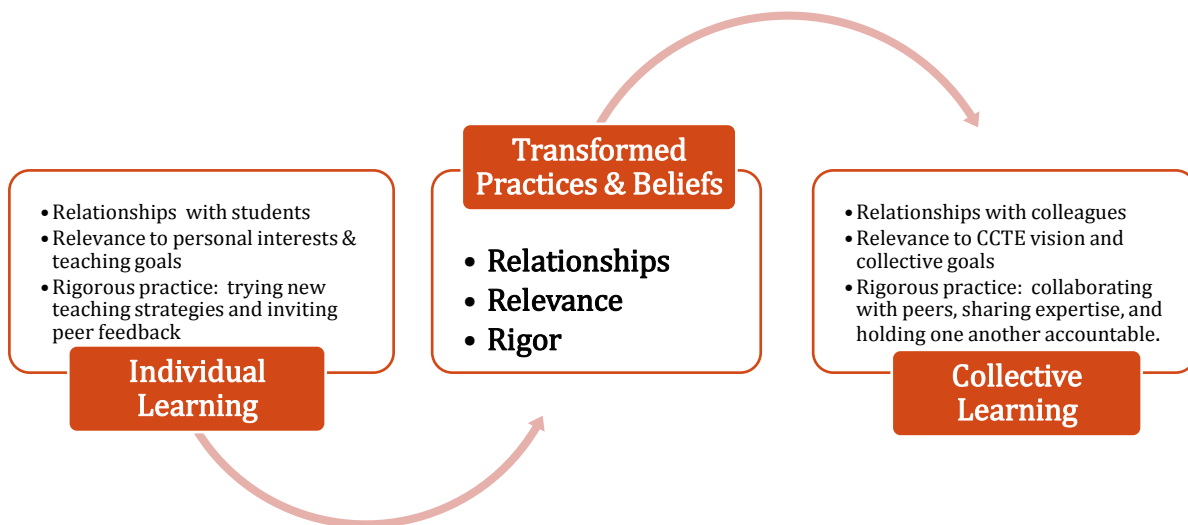 • Relationships  with students
• Relevance to personal interests &
teaching goals
• Rigorous practice:  trying new
teaching strategies and inviting
peer feedback
Individual
Learning
Transformed
Practices & Beliefs
• Relationships
• Relevance
• Rigor
• Relationships with colleagues
• Relevance to CCTE vision and
collective goals
• Rigorous practice:  collaborating
with peers, sharing expertise, and
holding one another accountable.
Collective
Learning